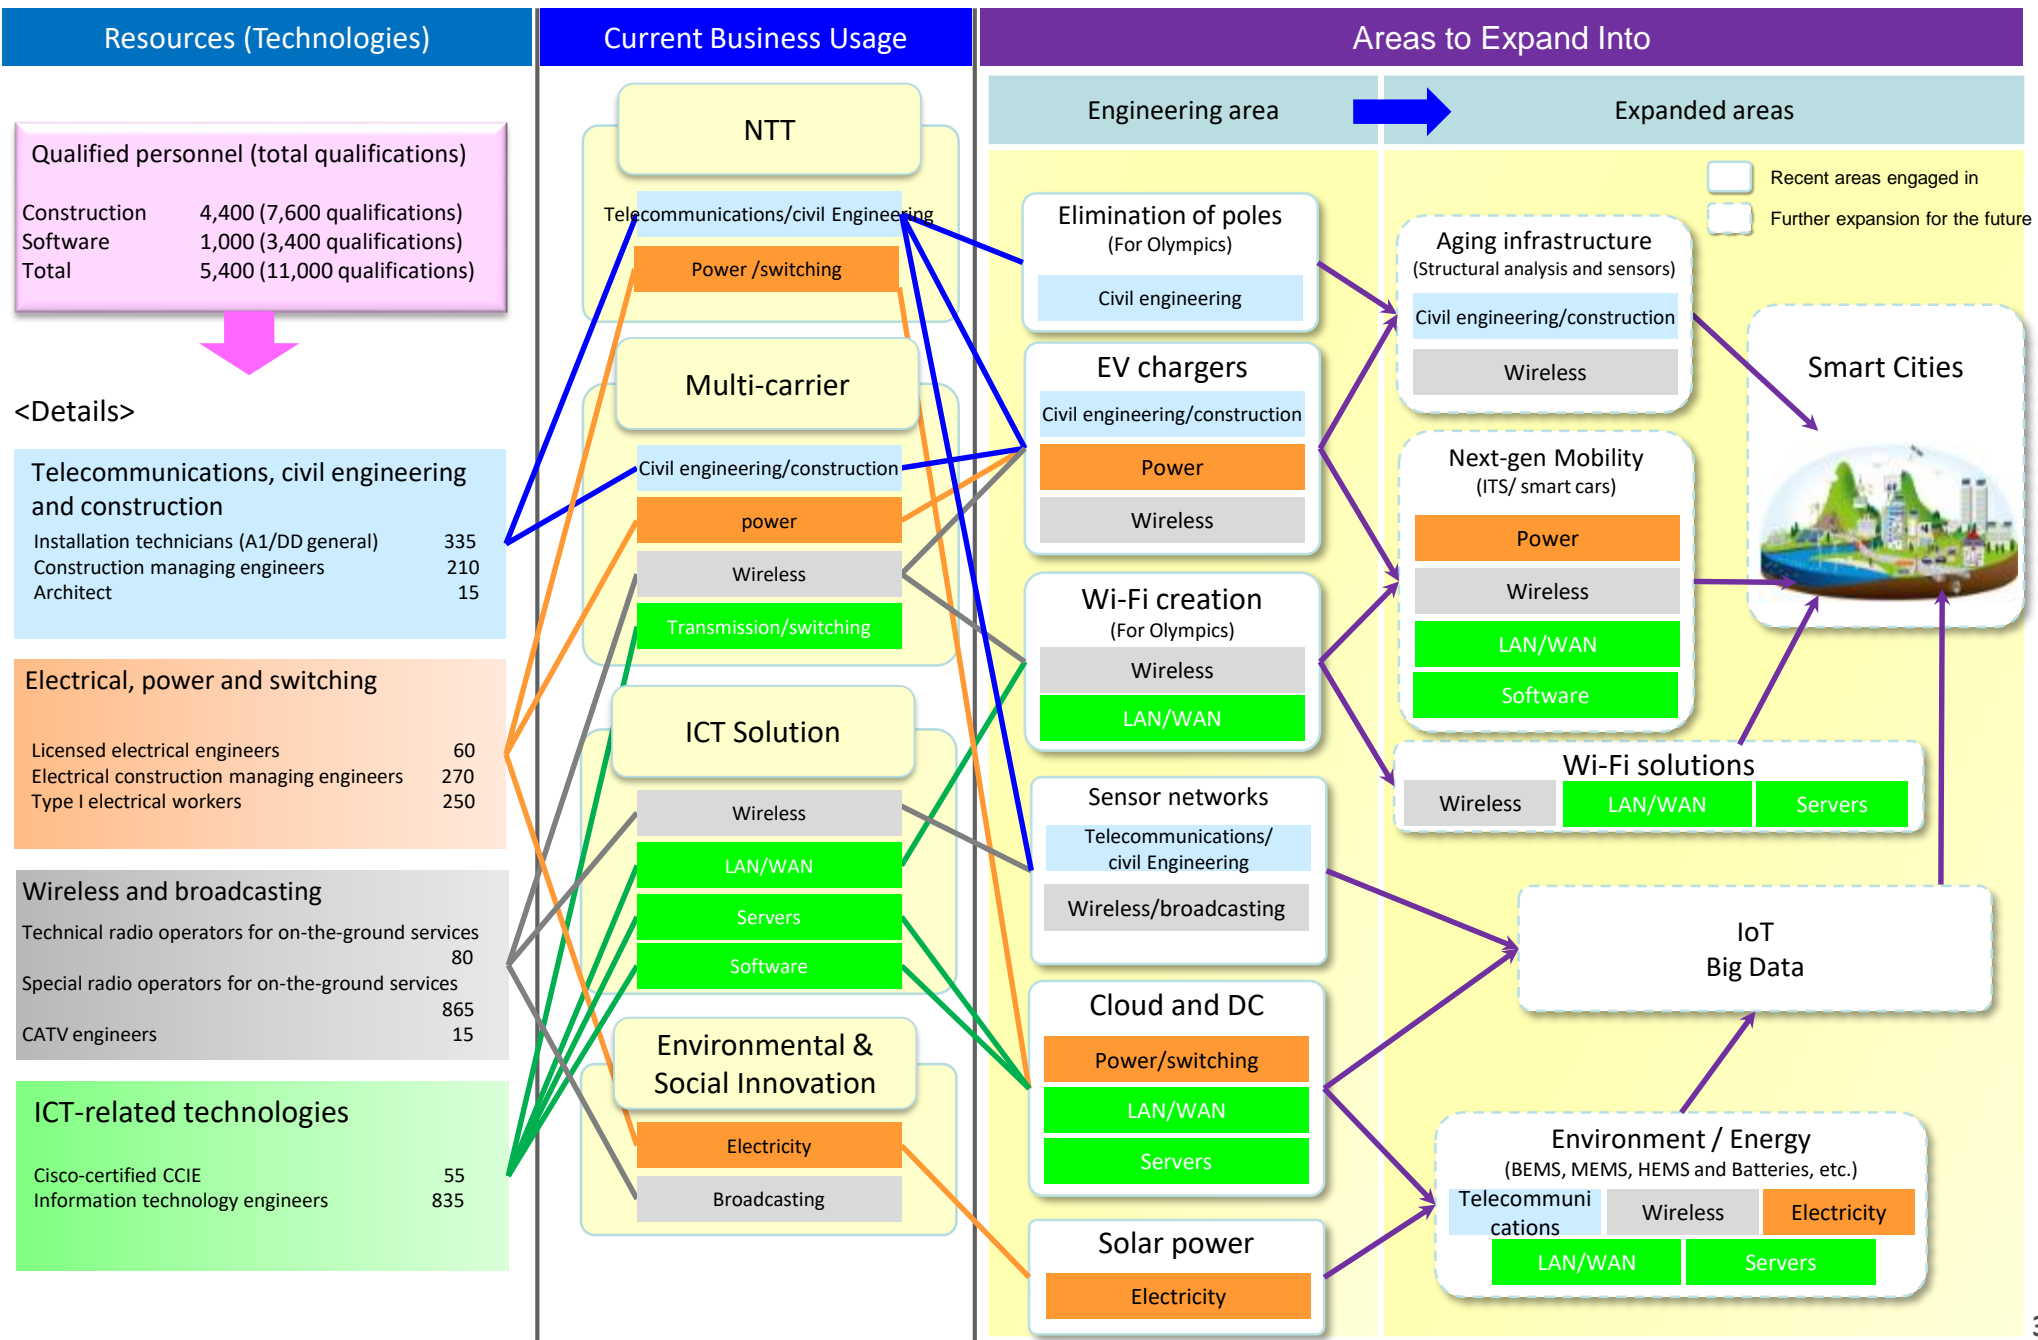 Resources (Technologies)
Current Business Usage
Areas to Expand Into
Engineering area
Expanded areas
Qualified personnel (total qualifications)
Construction 4,400 (7,600 qualifications)
Software 1,000 (3,400 qualifications)
Total 5,400 (11,000 qualifications)
<Details>
Telecommunications, civil engineering
and construction
Installation technicians (A1/DD general) 335
Construction managing engineers 210
Architect 15
Electrical, power and switching
Licensed electrical engineers 60
Electrical construction managing engineers 270
Type I electrical workers 250
Wireless and broadcasting
Technical radio operators for on-the-ground services
80
Special radio operators for on-the-ground services
865
CATV engineers 15
ICT-related technologies
Cisco-certified CCIE 55
Information technology engineers 835
NTT
Telecommunications/civil Engineering
Power /switching
Multi-carrier
Civil engineering/construction
power
Wireless
Transmission/switching
ICT Solution
Wireless
LAN/WAN
Servers
Software
Environmental &
Social Innovation
Electricity
Broadcasting
Elimination of poles
(For Olympics)
Civil engineering
EV chargers
Civil engineering/construction
Power
Wireless
Wi-Fi creation
(For Olympics)
Wireless
LAN/WAN
Sensor networks
Telecommunications/
civil Engineering
Wireless/broadcasting
Cloud and DC
Power/switching
LAN/WAN
Servers
Solar power
Electricity
Recent areas engaged in
Further expansion for the future
Aging infrastructure
(Structural analysis and sensors)
Civil engineering/construction
Wireless
Next-gen Mobility
(ITS/ smart cars)
Power
Wireless
LAN/WAN
Software
Wi-Fi solutions
Wireless LAN/WAN Servers
Smart Cities
IoT
Big Data
Environment / Energy
(BEMS, MEMS, HEMS and Batteries, etc.)
Telecommuni
cations
Wireless
Electricity
LAN/WAN Servers